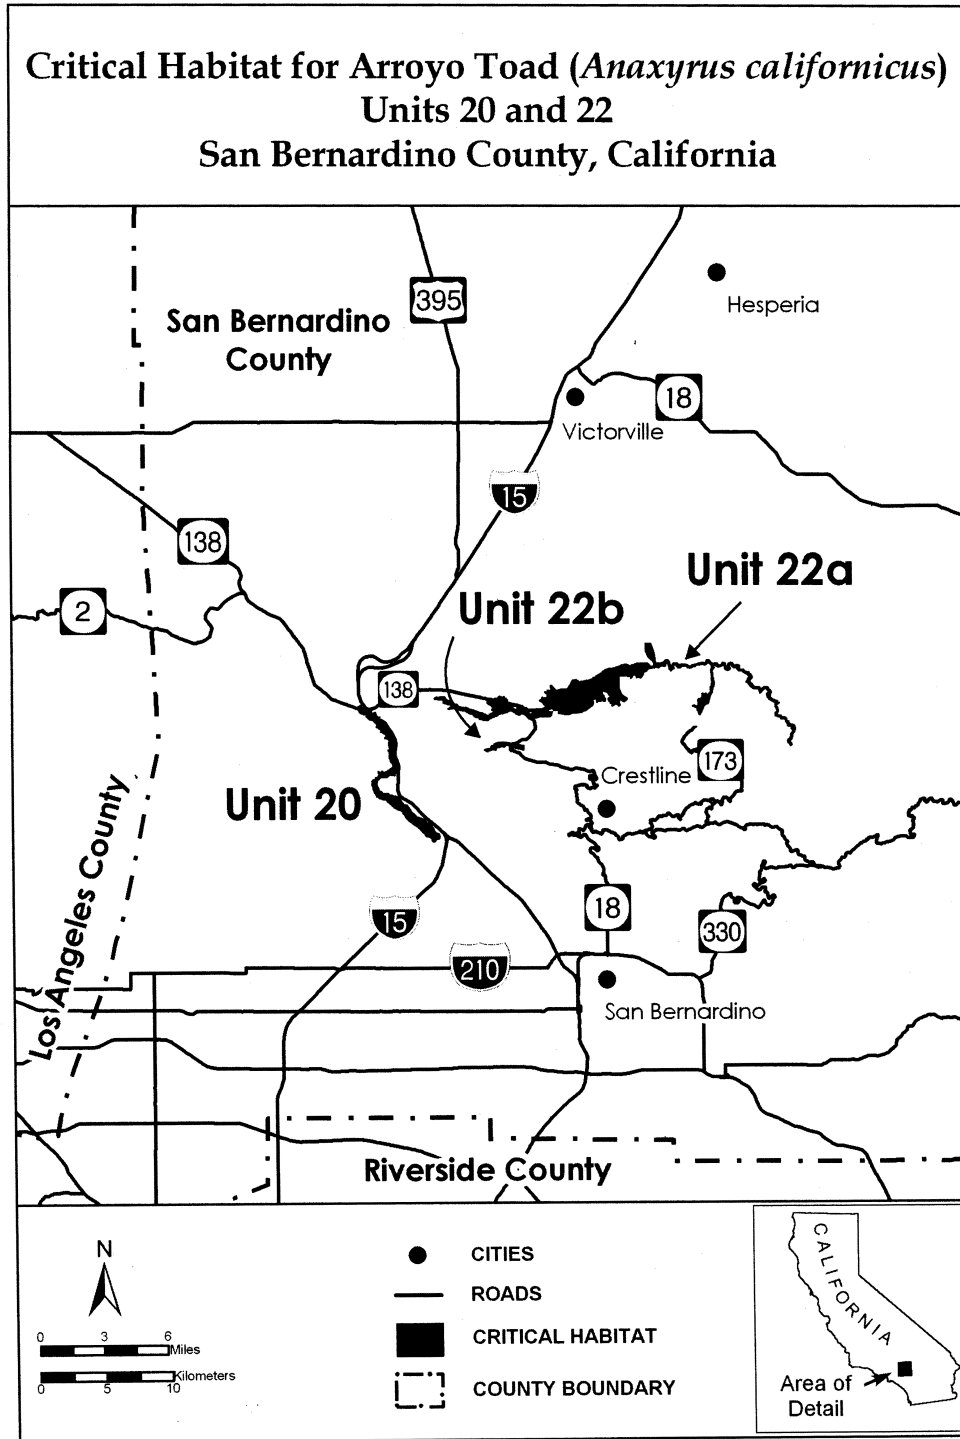 Critical Habitat for Arroyo Toad (Anaxyrus californicus)
Units 20 and 22
San Bernardino County, California
395
Hesperia
San Bernardino
County
18
Victorville
15
138
Unit 22a
2
Unit 22b
138
173
Crestline
Unit 20
Los Angeles County
18
15
330
210
San Bernardino
Riverside County
N
0 3 6
Miles
Kilometers
0 5 10
CITIES
ROADS
CRITICAL HABITAT
COUNTY BOUNDARY
CALIFORNIA
Area of
Detail